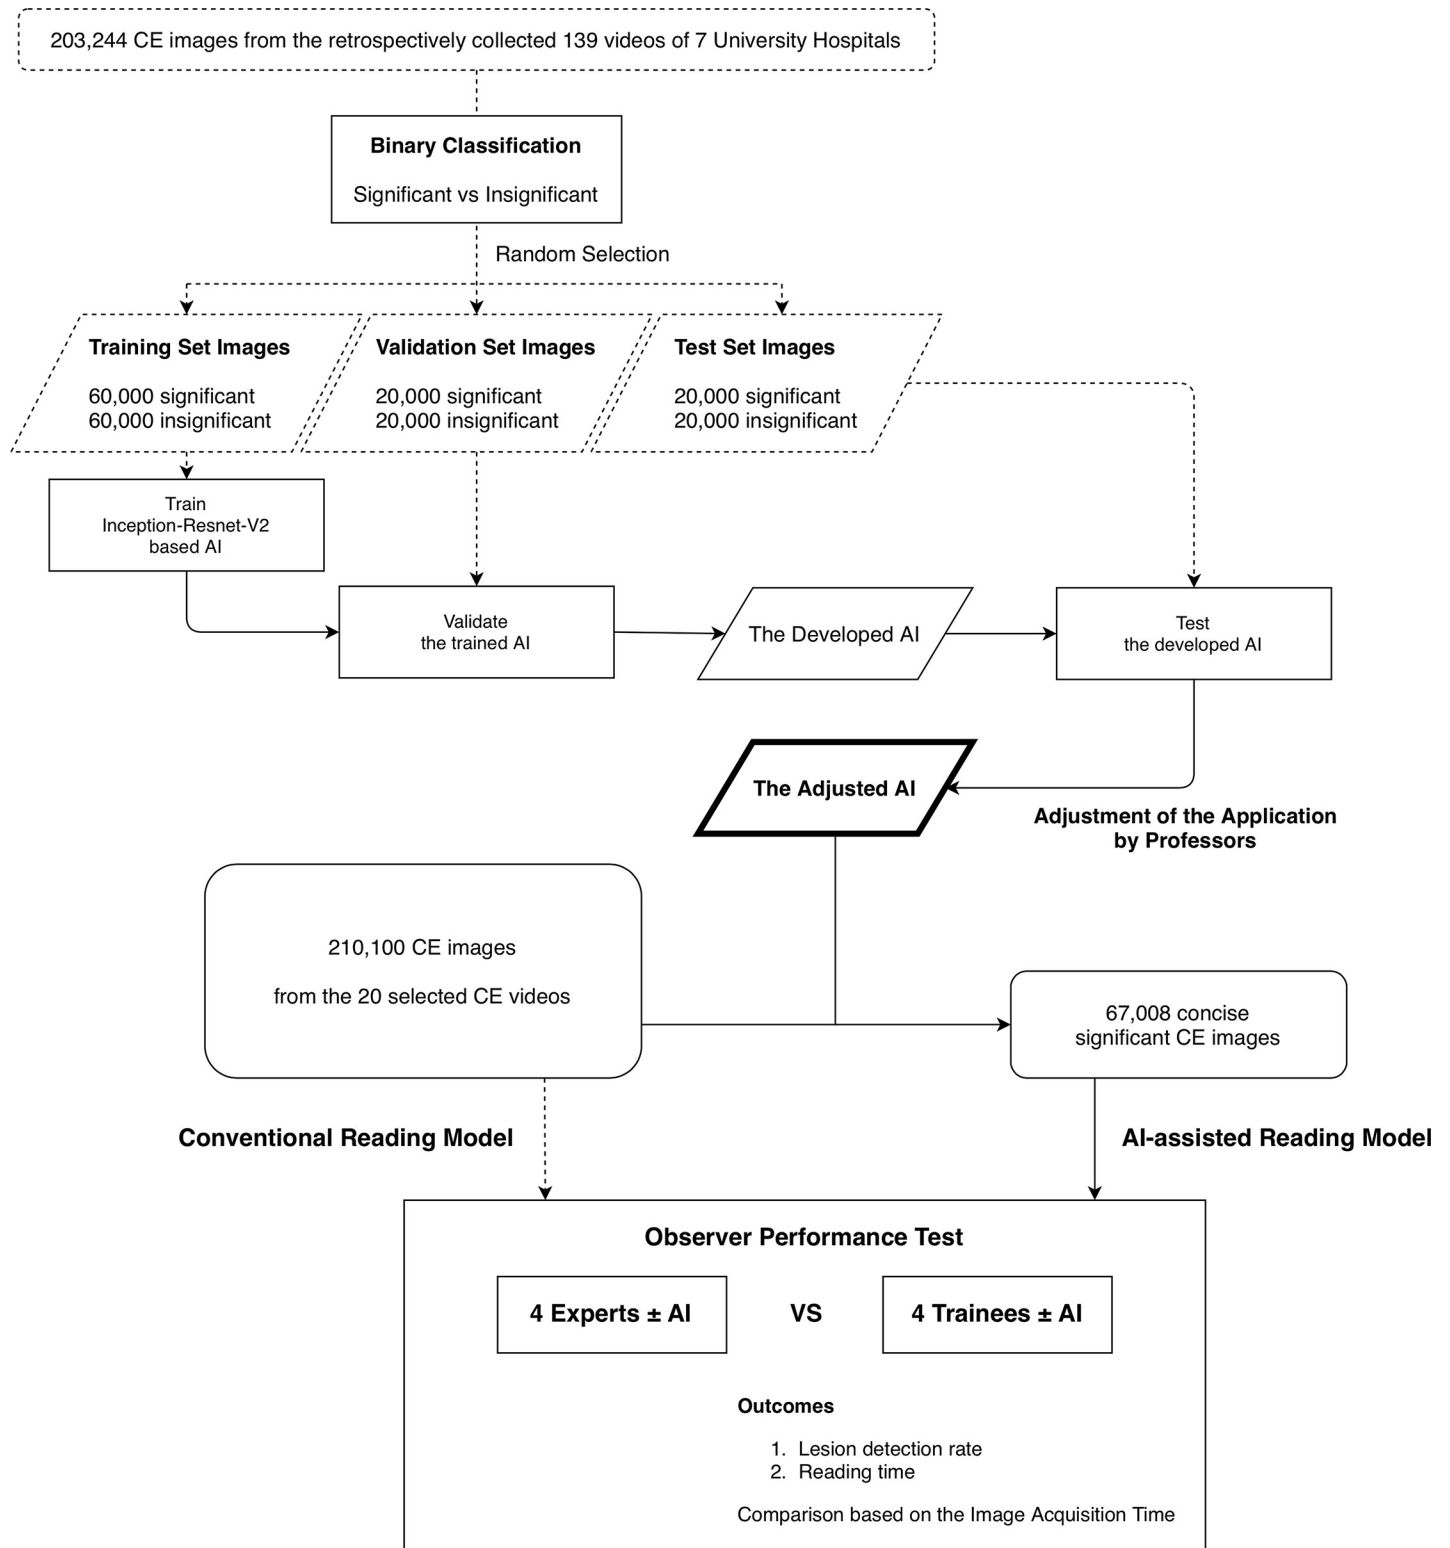 203,244 CE images from the retrospectively collected 139 videos of 7 University Hospitals
Binary Classification
Significant vs Insignificant
Random Selection
Training Set Images
60,000 significant
60,000 insignificant
Validation Set Images
20,000 significant
20,000 insignificant
Test Set Images
20,000 significant
20,000 insignificant
Train
Inception-Resnet-V2
based AI
Validate
the trained AI
The Developed AI
Test
the developed AI
The Adjusted AI
Adjustment of the Application
by Professors
210,100 CE images
from the 20 selected CE videos
67,008 concise
significant CE images
Conventional Reading Model
AI-assisted Reading Model
Observer Performance Test
4 Experts ± AI
VS
4 Trainees ± AI
Outcomes
1. Lesion detection rate
2. Reading time
Comparison based on the Image Acquisition Time